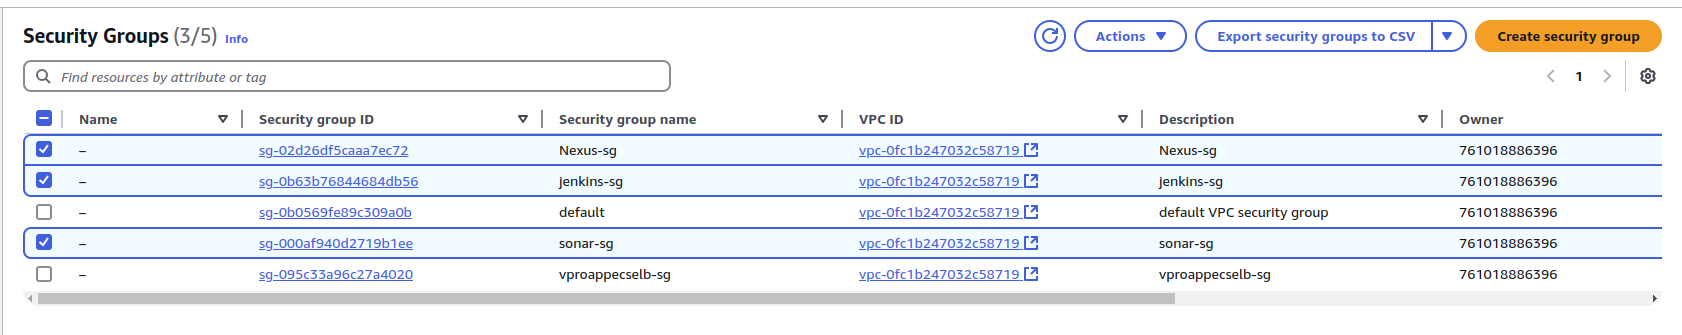 Security Groups (3/5) Info Actions Export security groups to CSV Create security group
Find resources by attribute or tag 1
Name Security group ID Security group name VPC ID Description Owner
– sg-02d26df5caaa7ec72 Nexus-sg vpc-0fc1b247032c58719 Nexus-sg 761018886396
– sg-0b63b76844684db56 jenkins-sg vpc-0fc1b247032c58719 jenkins-sg 761018886396
– sg-0b0569fe89c309a0b default vpc-0fc1b247032c58719 default VPC security group 761018886396
– sg-000af940d2719b1ee sonar-sg vpc-0fc1b247032c58719 sonar-sg 761018886396
– sg-095c33a96c27a4020 vproappecselb-sg vpc-0fc1b247032c58719 vproappecselb-sg 761018886396